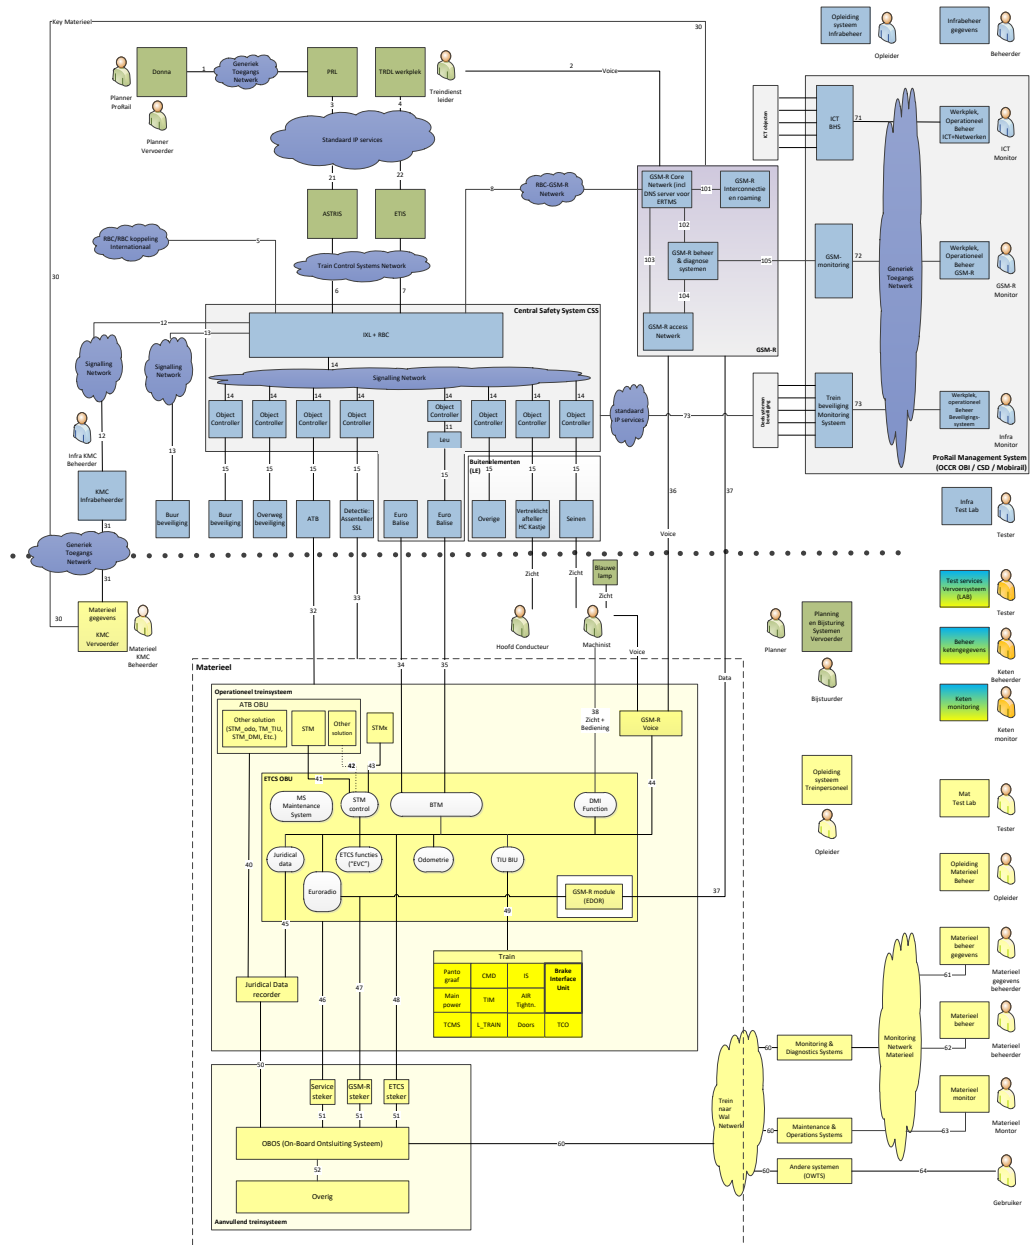 Key Materieel
30
Opleiding
systeem
Infrabeheer
Opleider
Infrabeheer
gegevens
Beheerder
Donna
1
Generiek
Toegangs
Netwerk
PRL
TRDL werkplek
Treindienst
leider
2
Voice
Planner
ProRail
Planner
Vervoerder
3
4
Standaard IP services
21
22
ASTRIS
ETIS
RBC/RBC koppeling
Internationaal
5
Train Control Systems Network
6
7
8
RBC-GSM-R
Netwerk
GSM-R Core
Netwerk (incl
DNS server voor
ERTMS
101
GSM-R
Interconnectie
en roaming
102
103
GSM-R beheer
& diagnose
systemen
104
105
GSM-R access
Netwerk
GSM-R
ICT objecten
ICT
BHS
71
Werkplek,
Operationeel
Beheer
ICT+Netwerken
ICT
Monitor
GSM-
monitoring
72
Generiek
Toegangs
Netwerk
Werkplek,
Operationeel
Beheer
GSM-R
GSM-R
Monitor
Trein
beveiliging
Monitoring
Systeem
73
Werkplek,
operationeel
Beheer
Beveiligings-
systeem
Infra
Monitor
ProRail Management System
(OCCR OBI / CSD / Mobirail)
30
Central Safety System CSS
IXL + RBC
12
13
14
Signalling Network
Signalling
Network
Signalling
Network
14
14
14
14
14
14
14
Object
Controller
Object
Controller
Object
Controller
Object
Controller
Object
Controller
Object
Controller
Object
Controller
Object
Controller
11
Leu
standaard
IP services
73
Infra KMC
Beheerder
12
13
Buitenelementen
(LE)
15
15
15
15
15
15
15
15
KMC
Infrabeheerder
Buur
beveiliging
Buur
beveiliging
Overweg
beveiliging
ATB
Detectie:
Assenteller
SSL
Euro
Balise
Euro
Balise
Overige
Vertreklicht
afteller
HC Kastje
Seinen
36
37
Infra
Test Lab
Tester
31
Generiek
Toegangs
Netwerk
31
Voice
Zicht
Zicht
Blauwe
lamp
Zicht
Materieel
gegevens
KMC
Vervoerder
30
Materieel
KMC
Beheerder
32
33
34
35
Hoofd Conducteur
Machinist
Voice
Data
Planner
Planning
en Bijsturing
Systemen
Vervoerder
Bijstuurder
Test services
Vervoersysteem
(LAB)
Tester
Beheer
ketengegevens
Keten
Beheerder
Keten
monitoring
Keten
monitor
Materieel
Operationeel treinsysteem
ATB OBU
Other solution
(STM_odo, TM_TIU,
STM_DMI, Etc.)
STM
Other
solution
STMx
38
Zicht +
Bediening
GSM-R
Voice
41
42
43
44
ETCS OBU
MS
Maintenance
System
STM
control
BTM
DMI
Function
40
Juridical
data
ETCS functies
("EVC")
Odometrie
TIU BIU
Euroradio
GSM-R module
(EDOR)
37
45
49
Opleiding
systeem
Treinpersoneel
Opleider
Mat
Test Lab
Tester
Opleiding
Materieel
Beheer
Opleider
Juridical Data
recorder
46
47
48
Train
Panto
graaf
CMD
IS
Brake
Interface
Unit
Main
power
TIM
AIR
Tightn.
TCMS
L_TRAIN
Doors
TCO
Materieel
beheer
gegevens
Materieel
gegevens
beheerder
61
Materieel
beheer
Materieel
beheerder
62
Monitoring
Netwerk
Materieel
Materieel
monitor
Materieel
Montor
63
60
Monitoring &
Diagnostics Systems
60
Maintenance &
Operations Systems
60
Andere systemen
(OWTS)
64
Gebruiker
Trein
naar
Wal
Netwerk
50
Service
steker
GSM-R
steker
ETCS
steker
51
51
51
OBOS (On-Board Ontsluiting Systeem)
60
52
Overig
Aanvullend treinsysteem